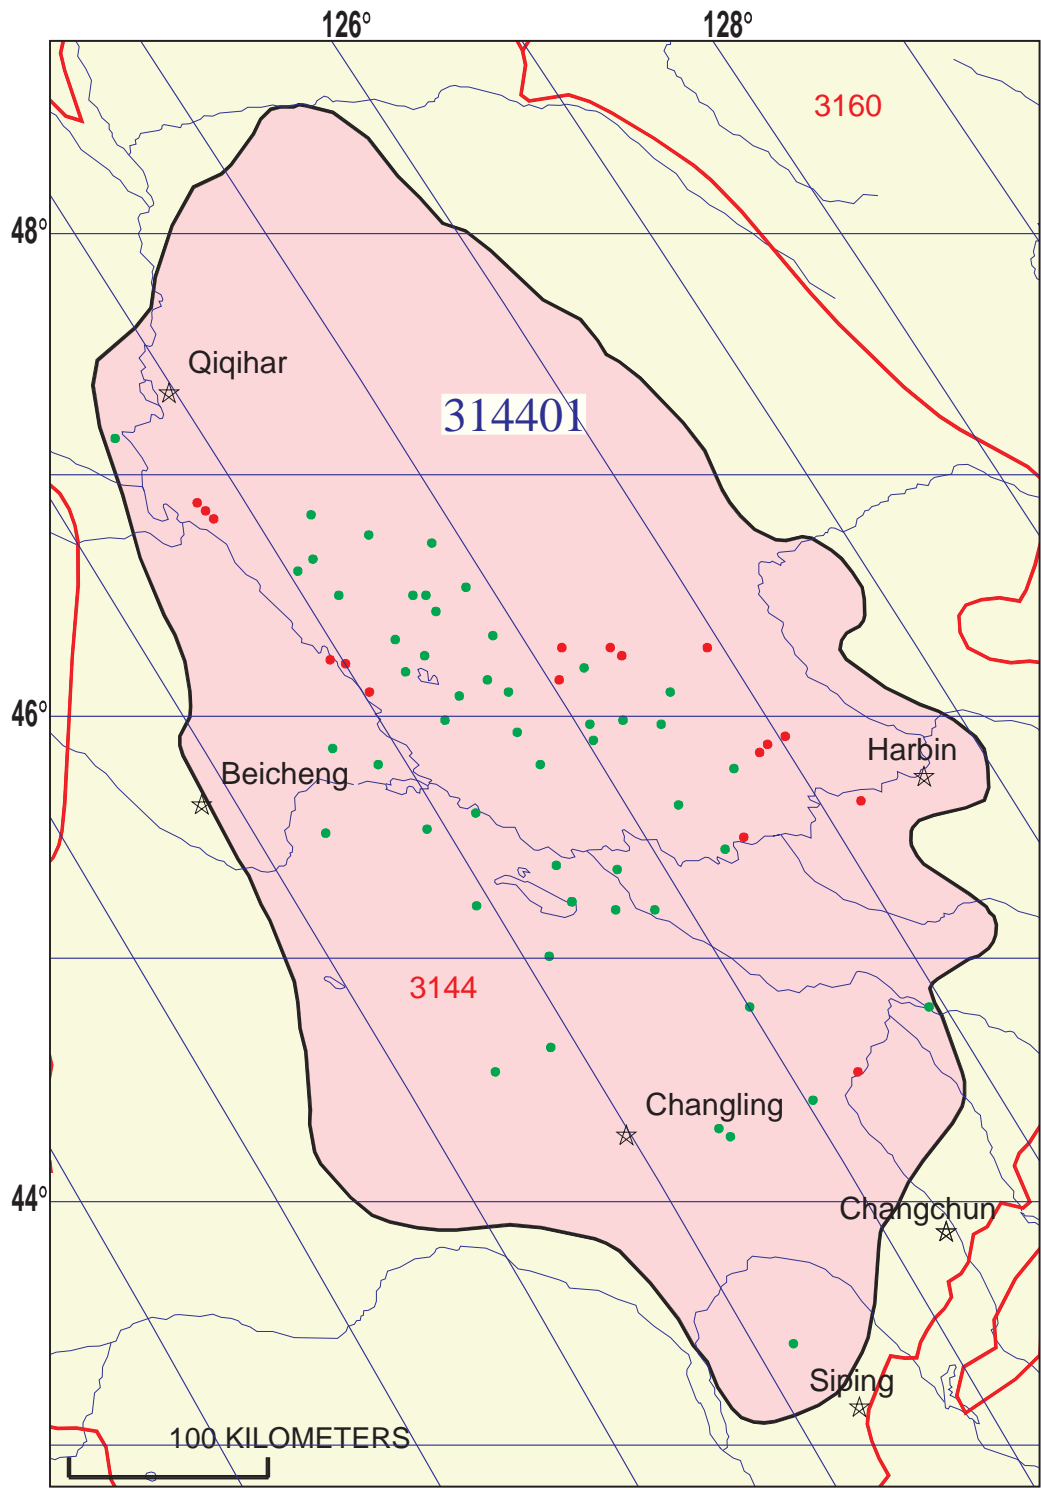 126° 128°
3160
48°
Qiqihar
314401
46°
Harbin
Beicheng
3144
Changling
44°
Changchun
Siping
100 KILOMETERS